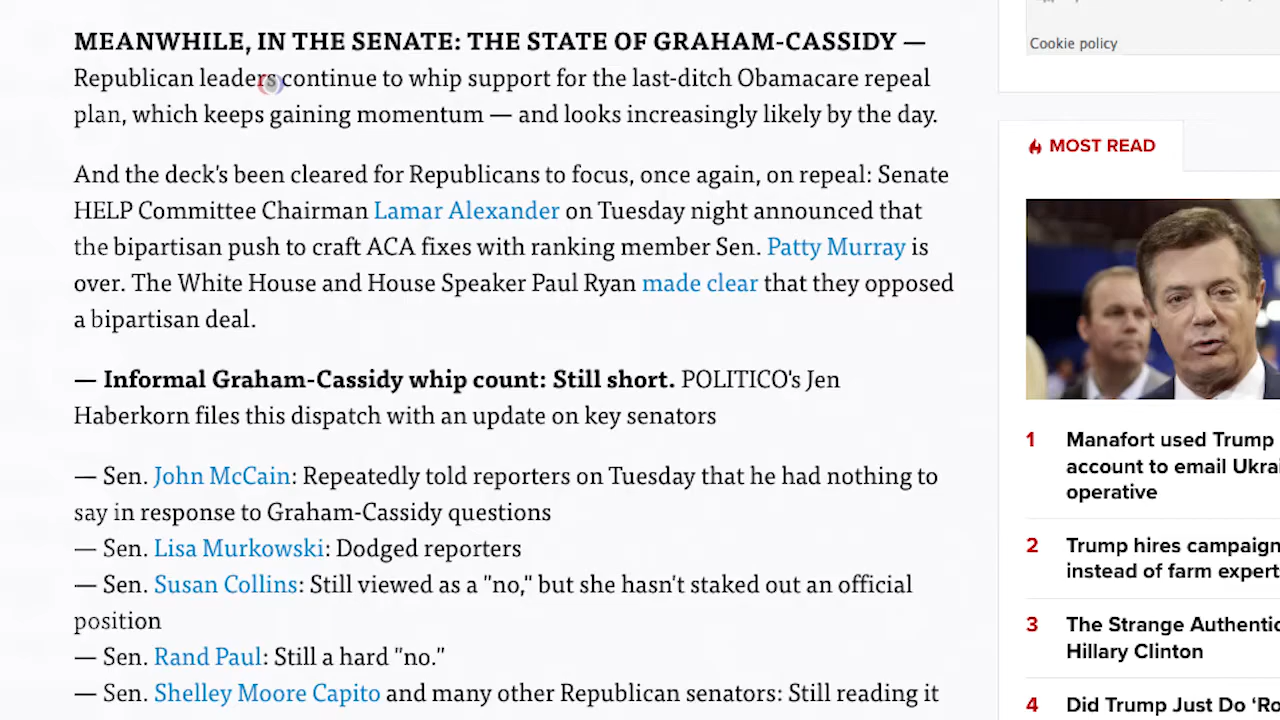 MEANWHILE, IN THE SENATE: THE STATE OF GRAHAM-CASSIDY —
Republican leaders continue to whip support for the last-ditch Obamacare repeal
plan, which keeps gaining momentum — and looks increasingly likely by the day.
And the deck's been cleared for Republicans to focus, once again, on repeal: Senate
HELP Committee Chairman Lamar Alexander on Tuesday night announced that
the bipartisan push to craft ACA fixes with ranking member Sen. Patty Murray is
over. The White House and House Speaker Paul Ryan made clear that they opposed
a bipartisan deal.
— Informal Graham-Cassidy whip count: Still short. POLITICO's Jen
Haberkorn files this dispatch with an update on key senators
— Sen. John McCain: Repeatedly told reporters on Tuesday that he had nothing to
say in response to Graham-Cassidy questions
— Sen. Lisa Murkowski: Dodged reporters
— Sen. Susan Collins: Still viewed as a "no," but she hasn't staked out an official
position
— Sen. Rand Paul: Still a hard "no."
— Sen. Shelley Moore Capito and many other Republican senators: Still reading it
Cookie policy
MOST READ
1 Manafort used Trump
account to email Ukrai
operative
2 Trump hires campaign
instead of farm expert
3 The Strange Authentic
Hillary Clinton
4 Did Trump Just Do 'Ro